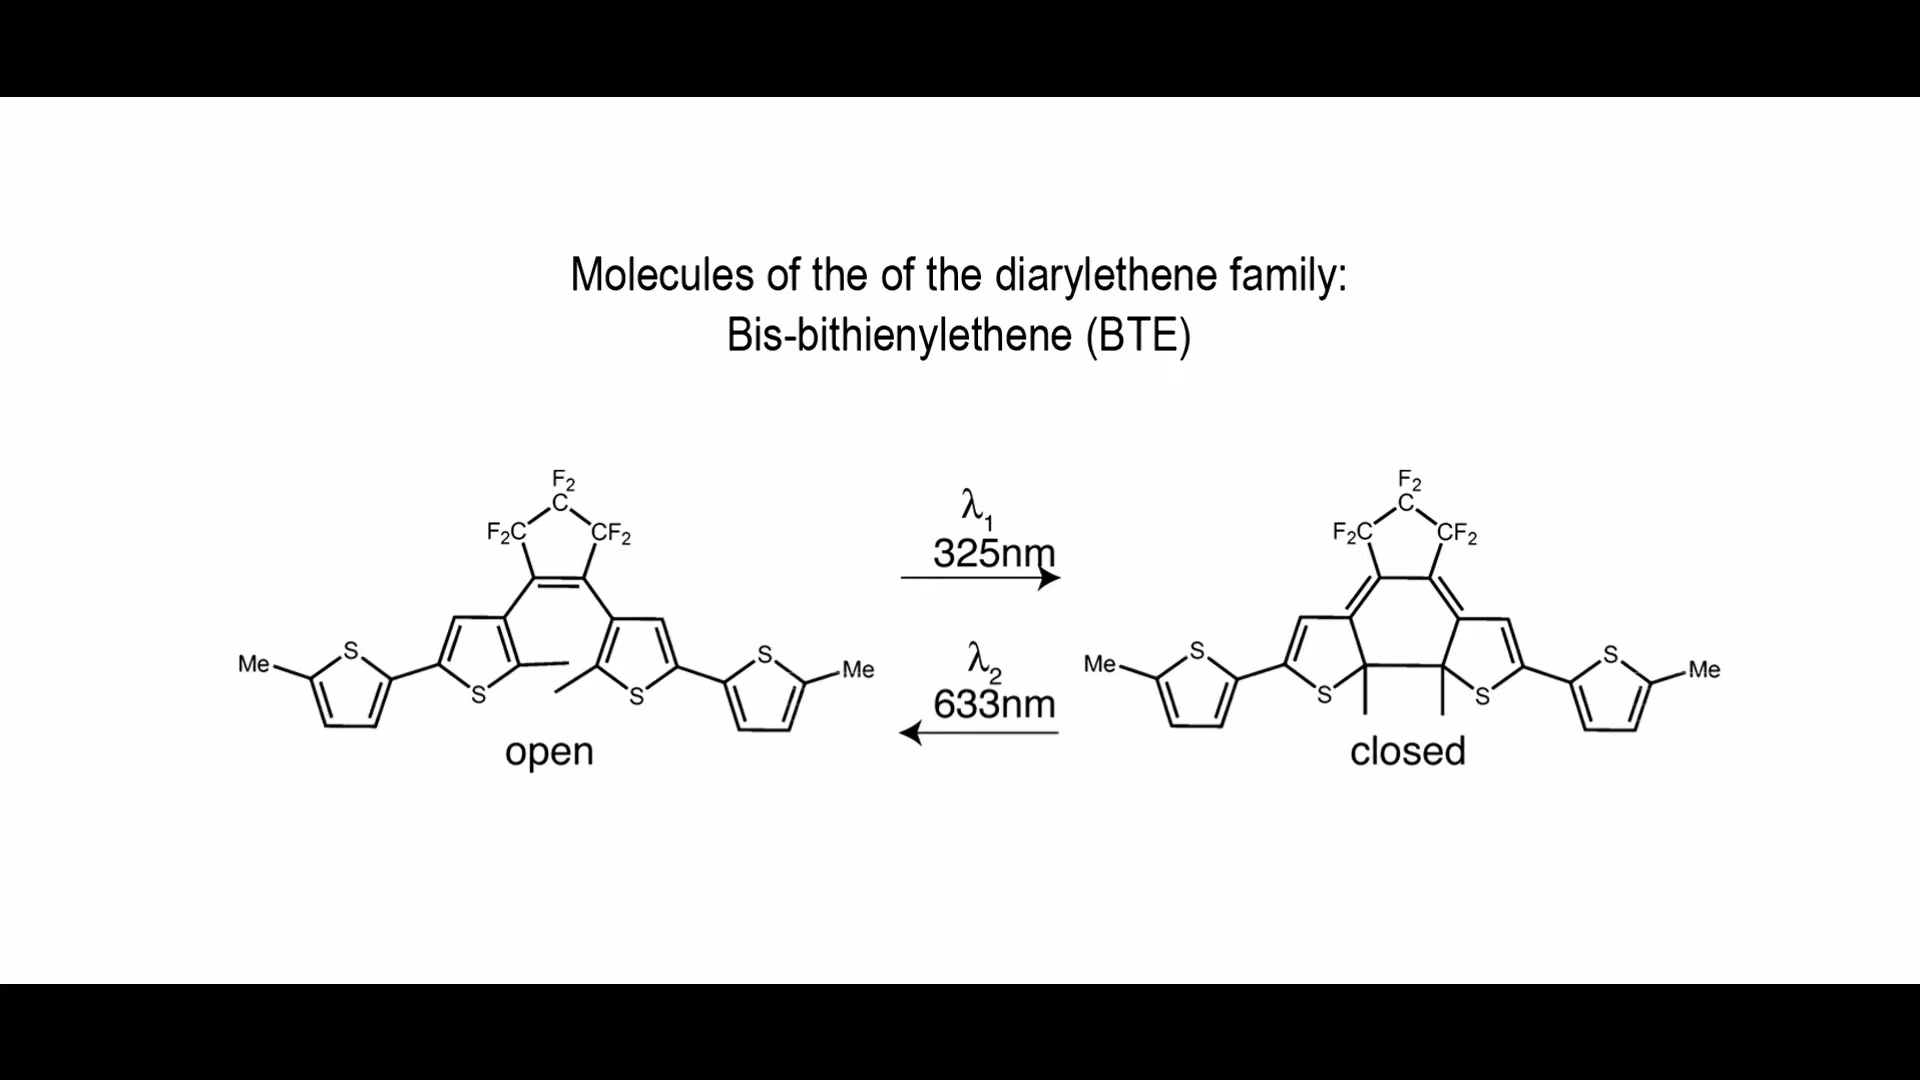 Molecules of the of the diarylethene family:
Bis-bithienylethene (BTE)
F₂
C
F₂C
CF₂
S
Me
S
S
S
Me
open
λ₁
325nm
λ₂
633nm
F₂
C
F₂C
CF₂
S
Me
S
S
S
Me
closed